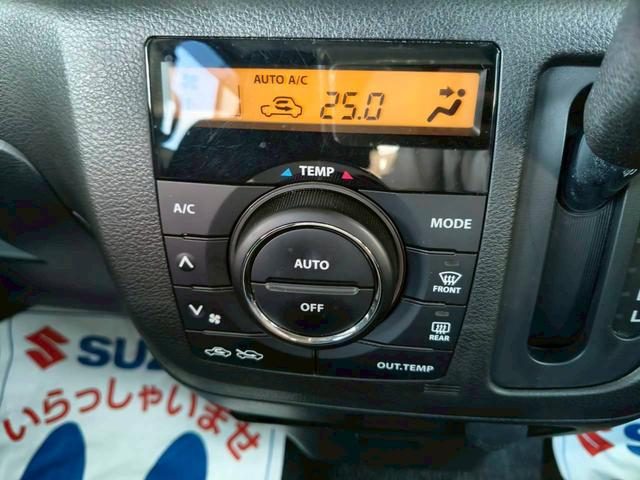 AUTO A/C
25.0
TEMP
A/C
MODE
AUTO
OFF
FRONT
REAR
OUT.TEMP
L
SUZ
いらっしゃいませ